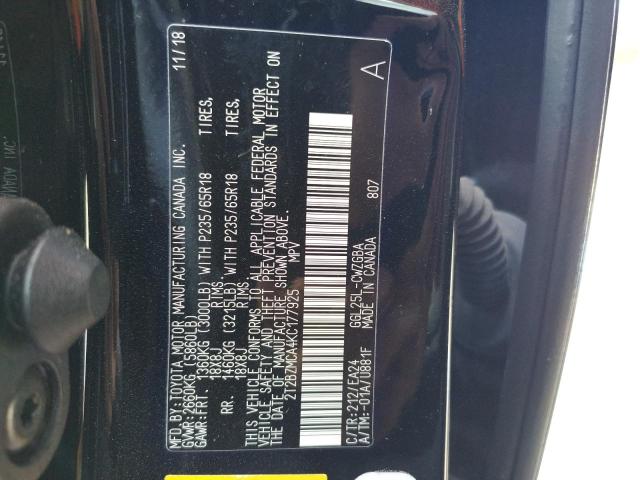 MFD.BY:TOYOTA MOTOR MANUFACTURING CANADA INC. 11/18
GVWR:2660KG (5860LB)
GAWR:FRT. 1360KG (3000LB) WITH P235/65R18 TIRES,
18X8J RIMS,
RR. 1460KG (3215LB) WITH P235/65R18 TIRES,
18X8J RIMS.
THIS VEHICLE CONFORMS TO ALL APPLICABLE FEDERAL MOTOR
VEHICLE SAFETY AND THEFT PREVENTION STANDARDS IN EFFECT ON
THE DATE OF MANUFACTURE SHOWN ABOVE.
2T2BZMCA4KC177925 MPV
C/TR:212/EA24 GGL25L-CWZGBA
A/TM:-01A/D881F MADE IN CANADA
807 A